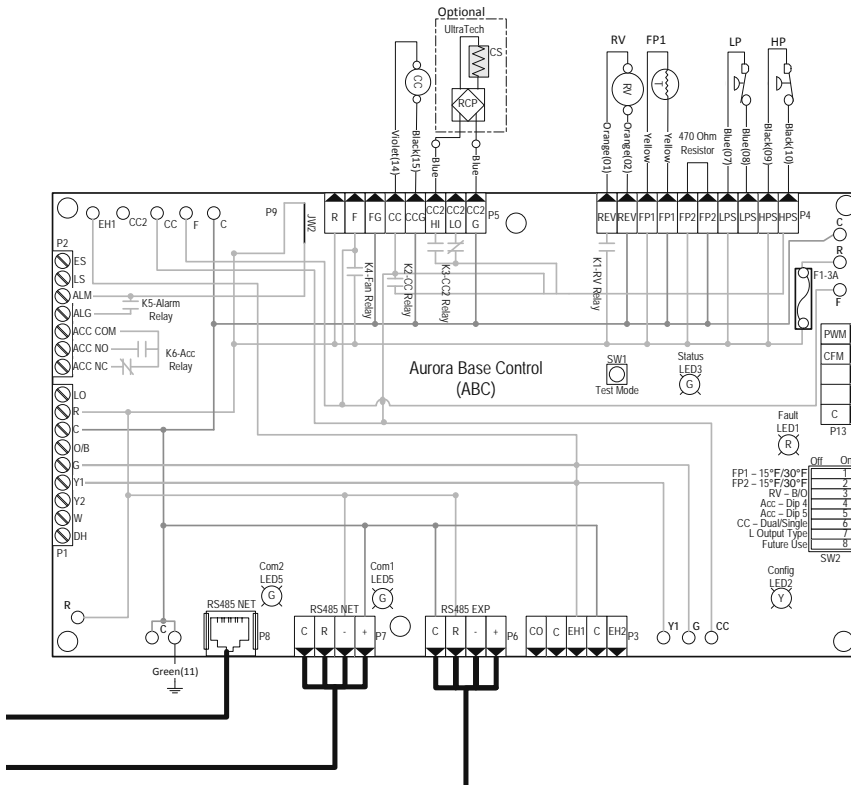 Optional
UltraTech
CS
RCP
CC
Violet(14)
Black(15)
Blue
Blue
RV
FP1
LP
HP
RV
T
Orange(01)
Orange(02)
Yellow
Yellow
470 Ohm
Resistor
Blue(07)
Blue(08)
Black(09)
Black(10)
EH1
CC2
CC
F
C
P9
JW2
R
F
FG
CC
CCG
CC2
HI
CC2
LO
CC2
G
P5
REV
REV
FP1
FP1
FP2
FP2
LPS
LPS
HPS
HPS
P4
C
R
F1-3A
F
P2
ES
LS
ALM
ALG
ACC COM
ACC NO
ACC NC
K5-Alarm
Relay
K6-Acc
Relay
K4-Fan Relay
K2-CC Relay
K3-CC2 Relay
K1-RV Relay
Aurora Base Control
(ABC)
SW1
Test Mode
Status
LED3
G
PWM
CFM
C
P13
Fault
LED1
R
LO
R
C
O/B
G
Y1
Y2
W
DH
P1
Off
On
FP1 – 15°F/30°F
1
FP2 – 15°F/30°F
2
RV – B/O
3
Acc – Dip 4
4
Acc – Dip 5
5
CC – Dual/Single
6
L Output Type
7
Future Use
8
SW2
Config
LED2
Y
Com2
LED5
G
Com1
LED5
G
R
C
RS485 NET
P8
RS485 NET
C
R
-
+
P7
RS485 EXP
C
R
-
+
P6
CO
C
EH1
C
EH2
P3
Y1
G
CC
Green(11)